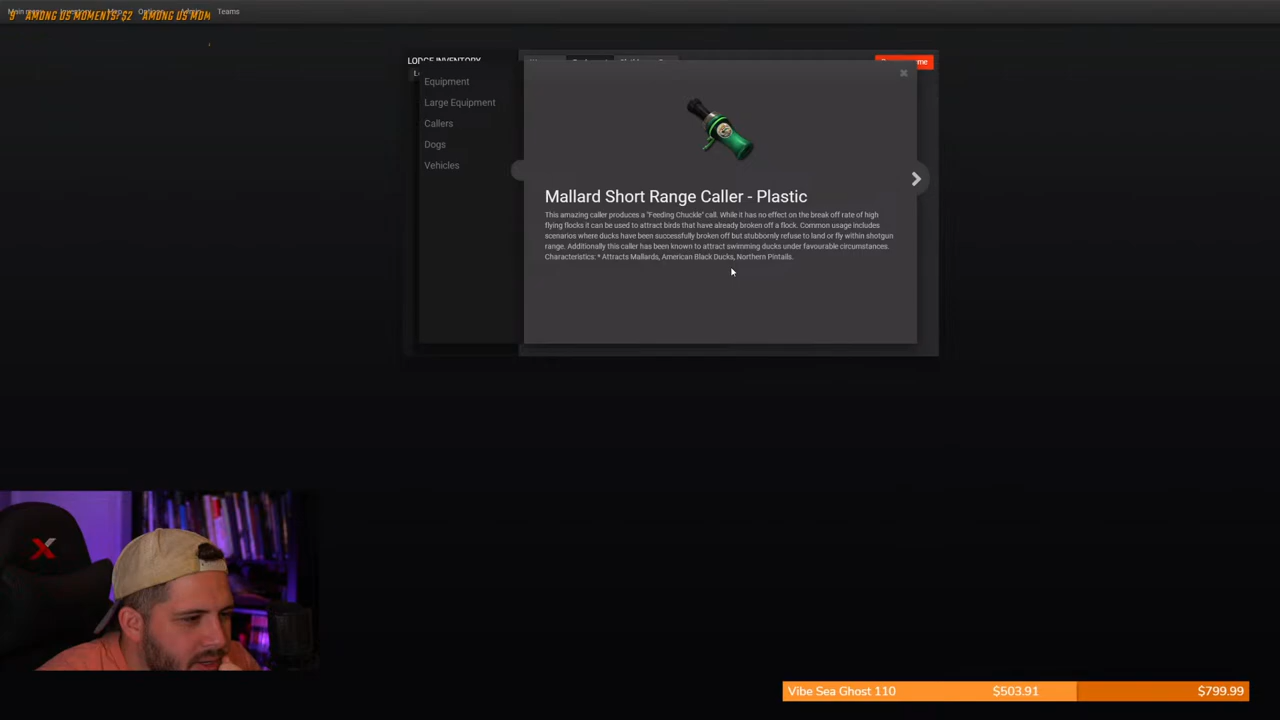 AMONG US MOMENTS: $2 AMONG US MOM
Teams
LODGE INVENTORY
Equipment
Large Equipment
Callers
Dogs
Vehicles
Mallard Short Range Caller - Plastic
This amazing caller produces a "Feeding Chuckle" call. While it has no effect on the break off rate of high
flying flocks it can be used to attract birds that have already broken off a flock. Common usage includes
scenarios where ducks have been successfully broken off but stubbornly refuse to land or fly within shotgun
range. Additionally this caller has been known to attract swimming ducks under favourable circumstances.
Characteristics: * Attracts Mallards, American Black Ducks, Northern Pintails.
Vibe Sea Ghost 110 $503.91 $799.99